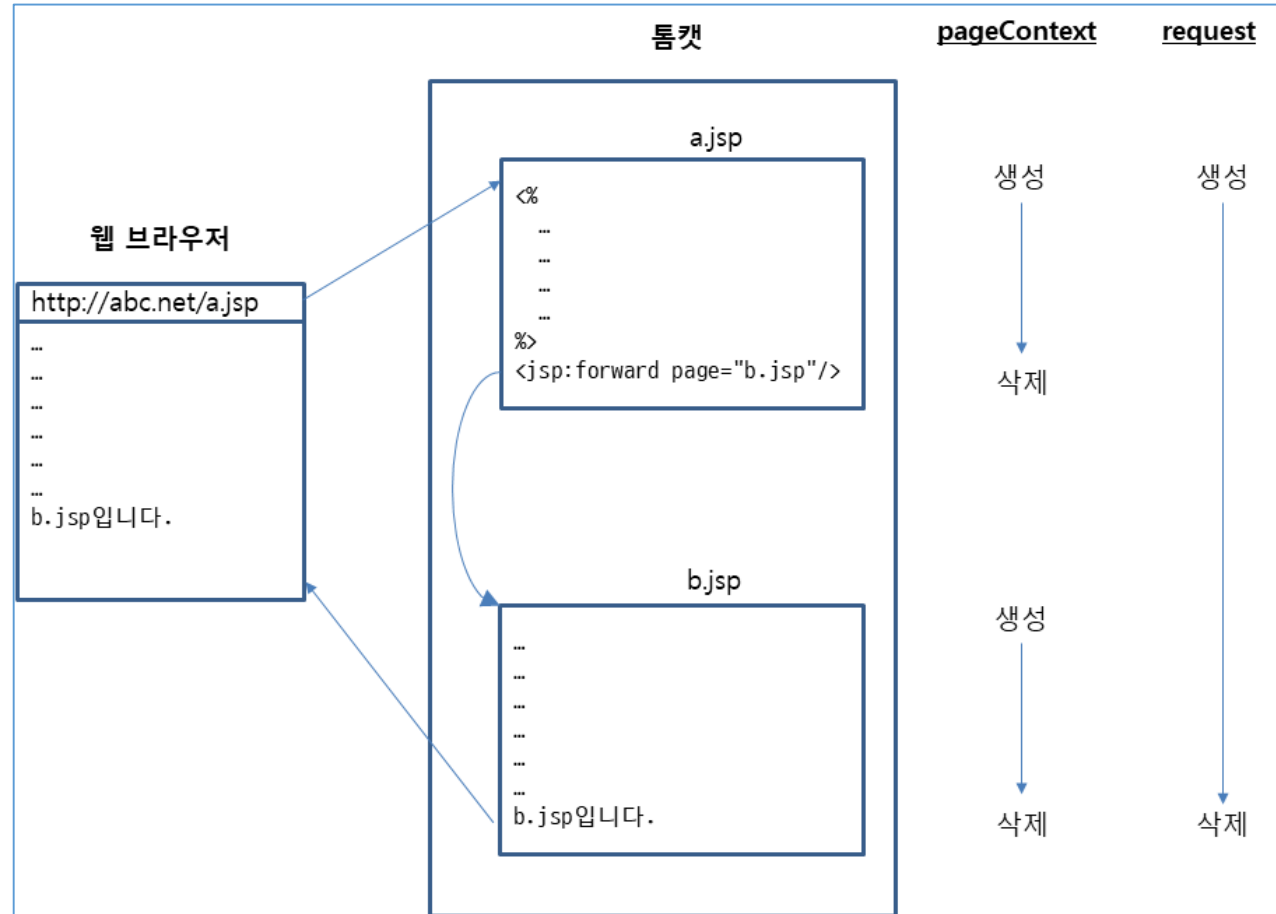 톰캣
pageContext
request
a.jsp
생성
생성
<%
…
…
…
…
%>
<jsp:forward page="b.jsp"/>
삭제
웹 브라우저
http://abc.net/a.jsp
…
…
…
…
…
…
b.jsp입니다.
b.jsp
생성
…
…
…
…
…
…
b.jsp입니다.
삭제
삭제